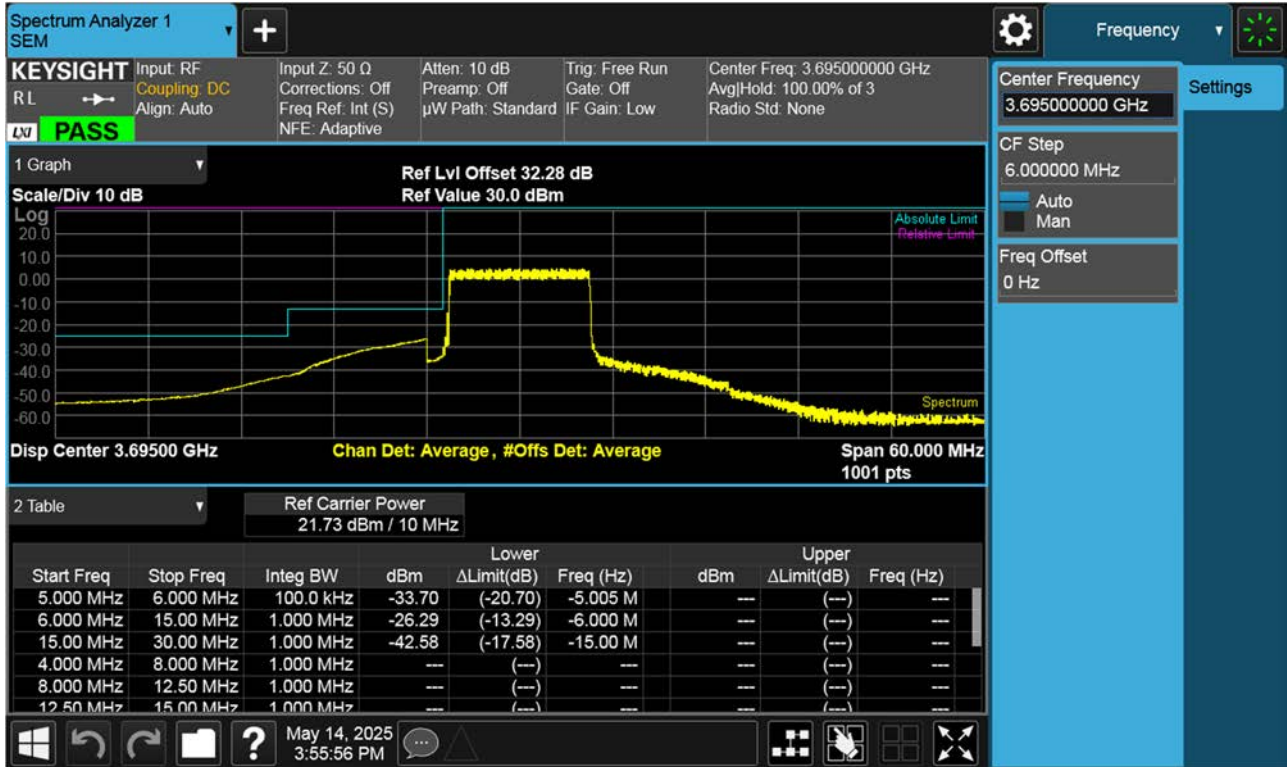 Spectrum Analyzer 1
SEM
Frequency
KEYSIGHT
RL
LXI
PASS
Input: RF
Coupling: DC
Align: Auto
Input Z: 50 Ω
Corrections: Off
Freq Ref: Int (S)
NFE: Adaptive
Atten: 10 dB
Preamp: Off
µW Path: Standard
Trig: Free Run
Gate: Off
IF Gain: Low
Center Freq: 3.695000000 GHz
Avg|Hold: 100.00% of 3
Radio Std: None
Center Frequency
3.695000000 GHz
Settings
CF Step
6.000000 MHz
Auto
Man
Freq Offset
0 Hz
1 Graph
Scale/Div 10 dB
Ref Lvl Offset 32.28 dB
Ref Value 30.0 dBm
Log
20.0
10.0
0.00
-10.0
-20.0
-30.0
-40.0
-50.0
-60.0
Absolute Limit
Relative Limit
Spectrum
Disp Center 3.69500 GHz
Chan Det: Average, #Offs Det: Average
Span 60.000 MHz
1001 pts
2 Table
Ref Carrier Power
21.73 dBm / 10 MHz
Lower Upper
Start Freq Stop Freq Integ BW dBm ΔLimit(dB) Freq (Hz) dBm ΔLimit(dB) Freq (Hz)
5.000 MHz 6.000 MHz 100.0 kHz -33.70 (-20.70) -5.005 M --- (---) ---
6.000 MHz 15.00 MHz 1.000 MHz -26.29 (-13.29) -6.000 M --- (---) ---
15.00 MHz 30.00 MHz 1.000 MHz -42.58 (-17.58) -15.00 M --- (---) ---
4.000 MHz 8.000 MHz 1.000 MHz --- (---) --- --- (---) ---
8.000 MHz 12.50 MHz 1.000 MHz --- (---) --- --- (---) ---
12.50 MHz 15.00 MHz 1.000 MHz --- (---) --- --- (---) ---
?
May 14, 2025
3:55:56 PM